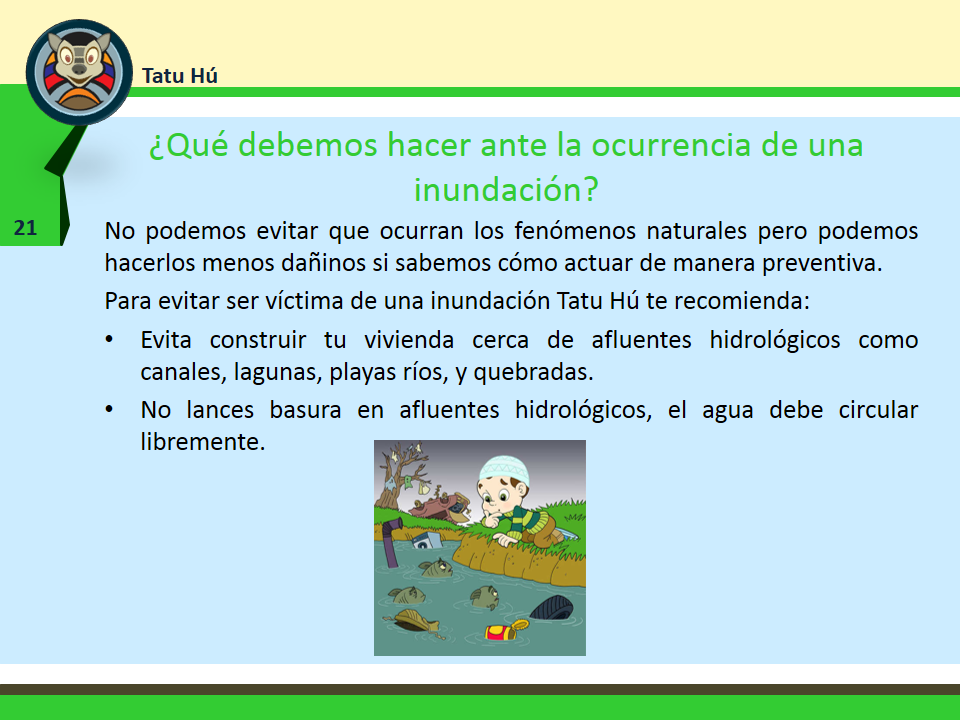 Tatu Hú
¿Qué debemos hacer ante la ocurrencia de una
inundación?
21
No podemos evitar que ocurran los fenómenos naturales pero podemos
hacerlos menos dañinos si sabemos cómo actuar de manera preventiva.
Para evitar ser víctima de una inundación Tatu Hú te recomienda:
• Evita construir tu vivienda cerca de afluentes hidrológicos como
canales, lagunas, playas ríos, y quebradas.
• No lances basura en afluentes hidrológicos, el agua debe circular
libremente.